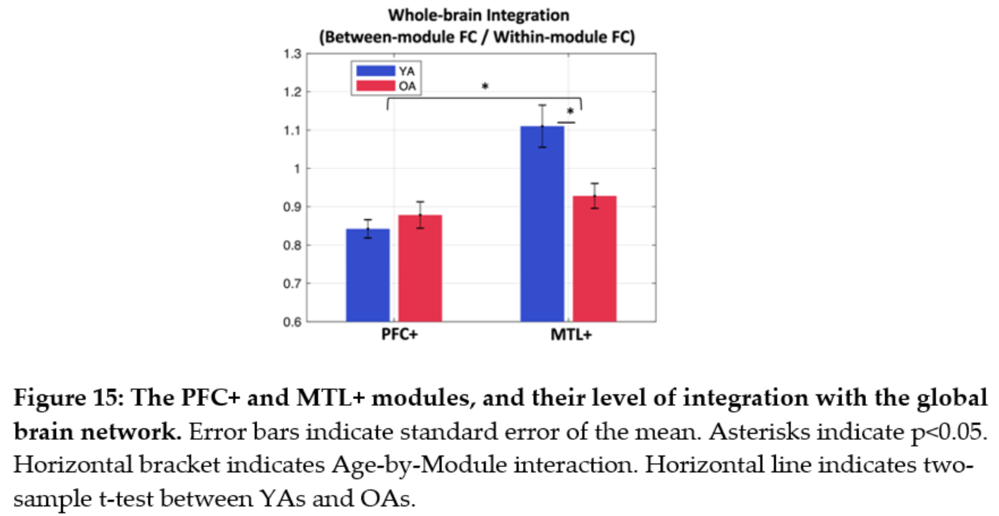 Whole-brain Integration
(Between-module FC / Within-module FC)
1.3
YA
OA
*
1.2
*
1.1
1
0.9
0.8
0.7
0.6
PFC+
MTL+
Figure 15: The PFC+ and MTL+ modules, and their level of integration with the global
brain network. Error bars indicate standard error of the mean. Asterisks indicate p<0.05.
Horizontal bracket indicates Age-by-Module interaction. Horizontal line indicates two-
sample t-test between YAs and OAs.